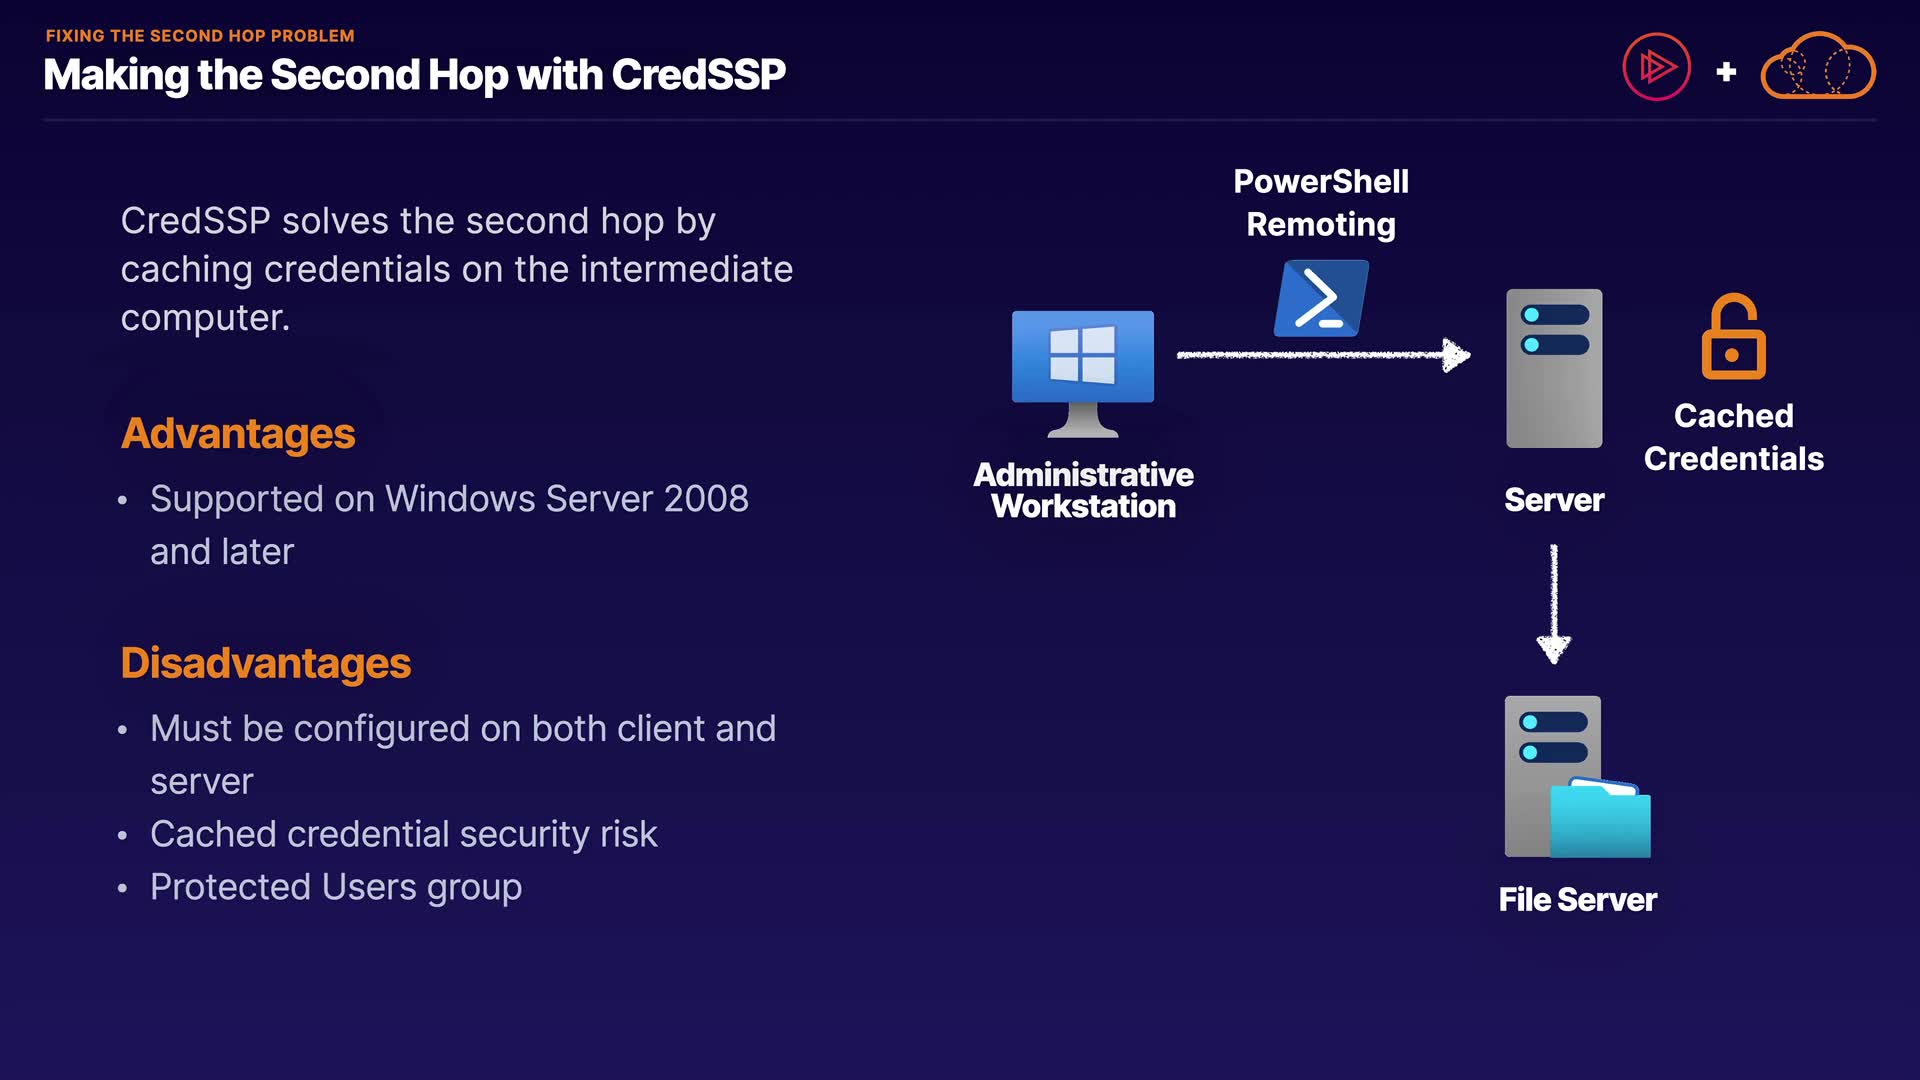 FIXING THE SECOND HOP PROBLEM
Making the Second Hop with CredSSP
CredSSP solves the second hop by
caching credentials on the intermediate
computer.
Advantages
• Supported on Windows Server 2008
and later
Disadvantages
• Must be configured on both client and
server
• Cached credential security risk
• Protected Users group
PowerShell
Remoting
Administrative
Workstation
Server
Cached
Credentials
File Server